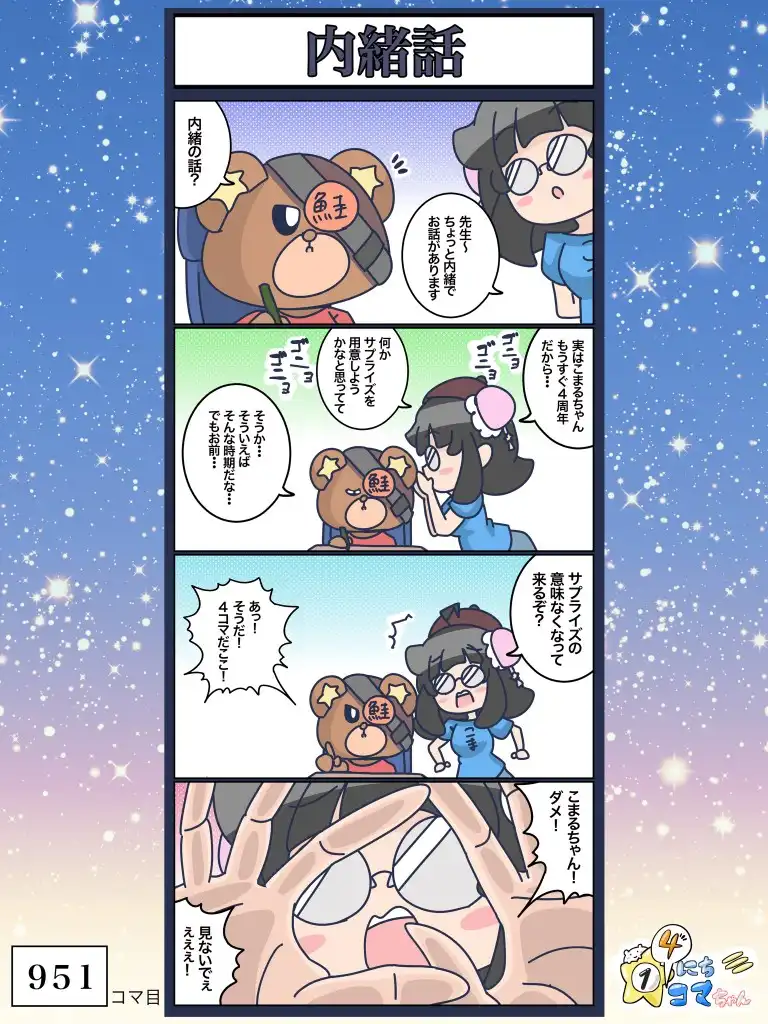 内緒話
先生〜
ちょっと内緒で
お話があります
内緒の話?
鮭
実はこまるちゃん
もうすぐ4周年
だから…
ゴニョゴニョ
何か
サプライズを
用意しよう
かなと思ってて
ゴニョゴニョ
そうか…
そういえば
そんな時期だな…
でもお前…
鮭
サプライズの
意味なくなって
来るぞ?
あっ!
そうだ!
4コマだここ!
鮭
こま
こまるちゃん!
ダメ!
見ないでぇ
ぇぇぇ!
951
コマ目
1にち
4コマちゃん